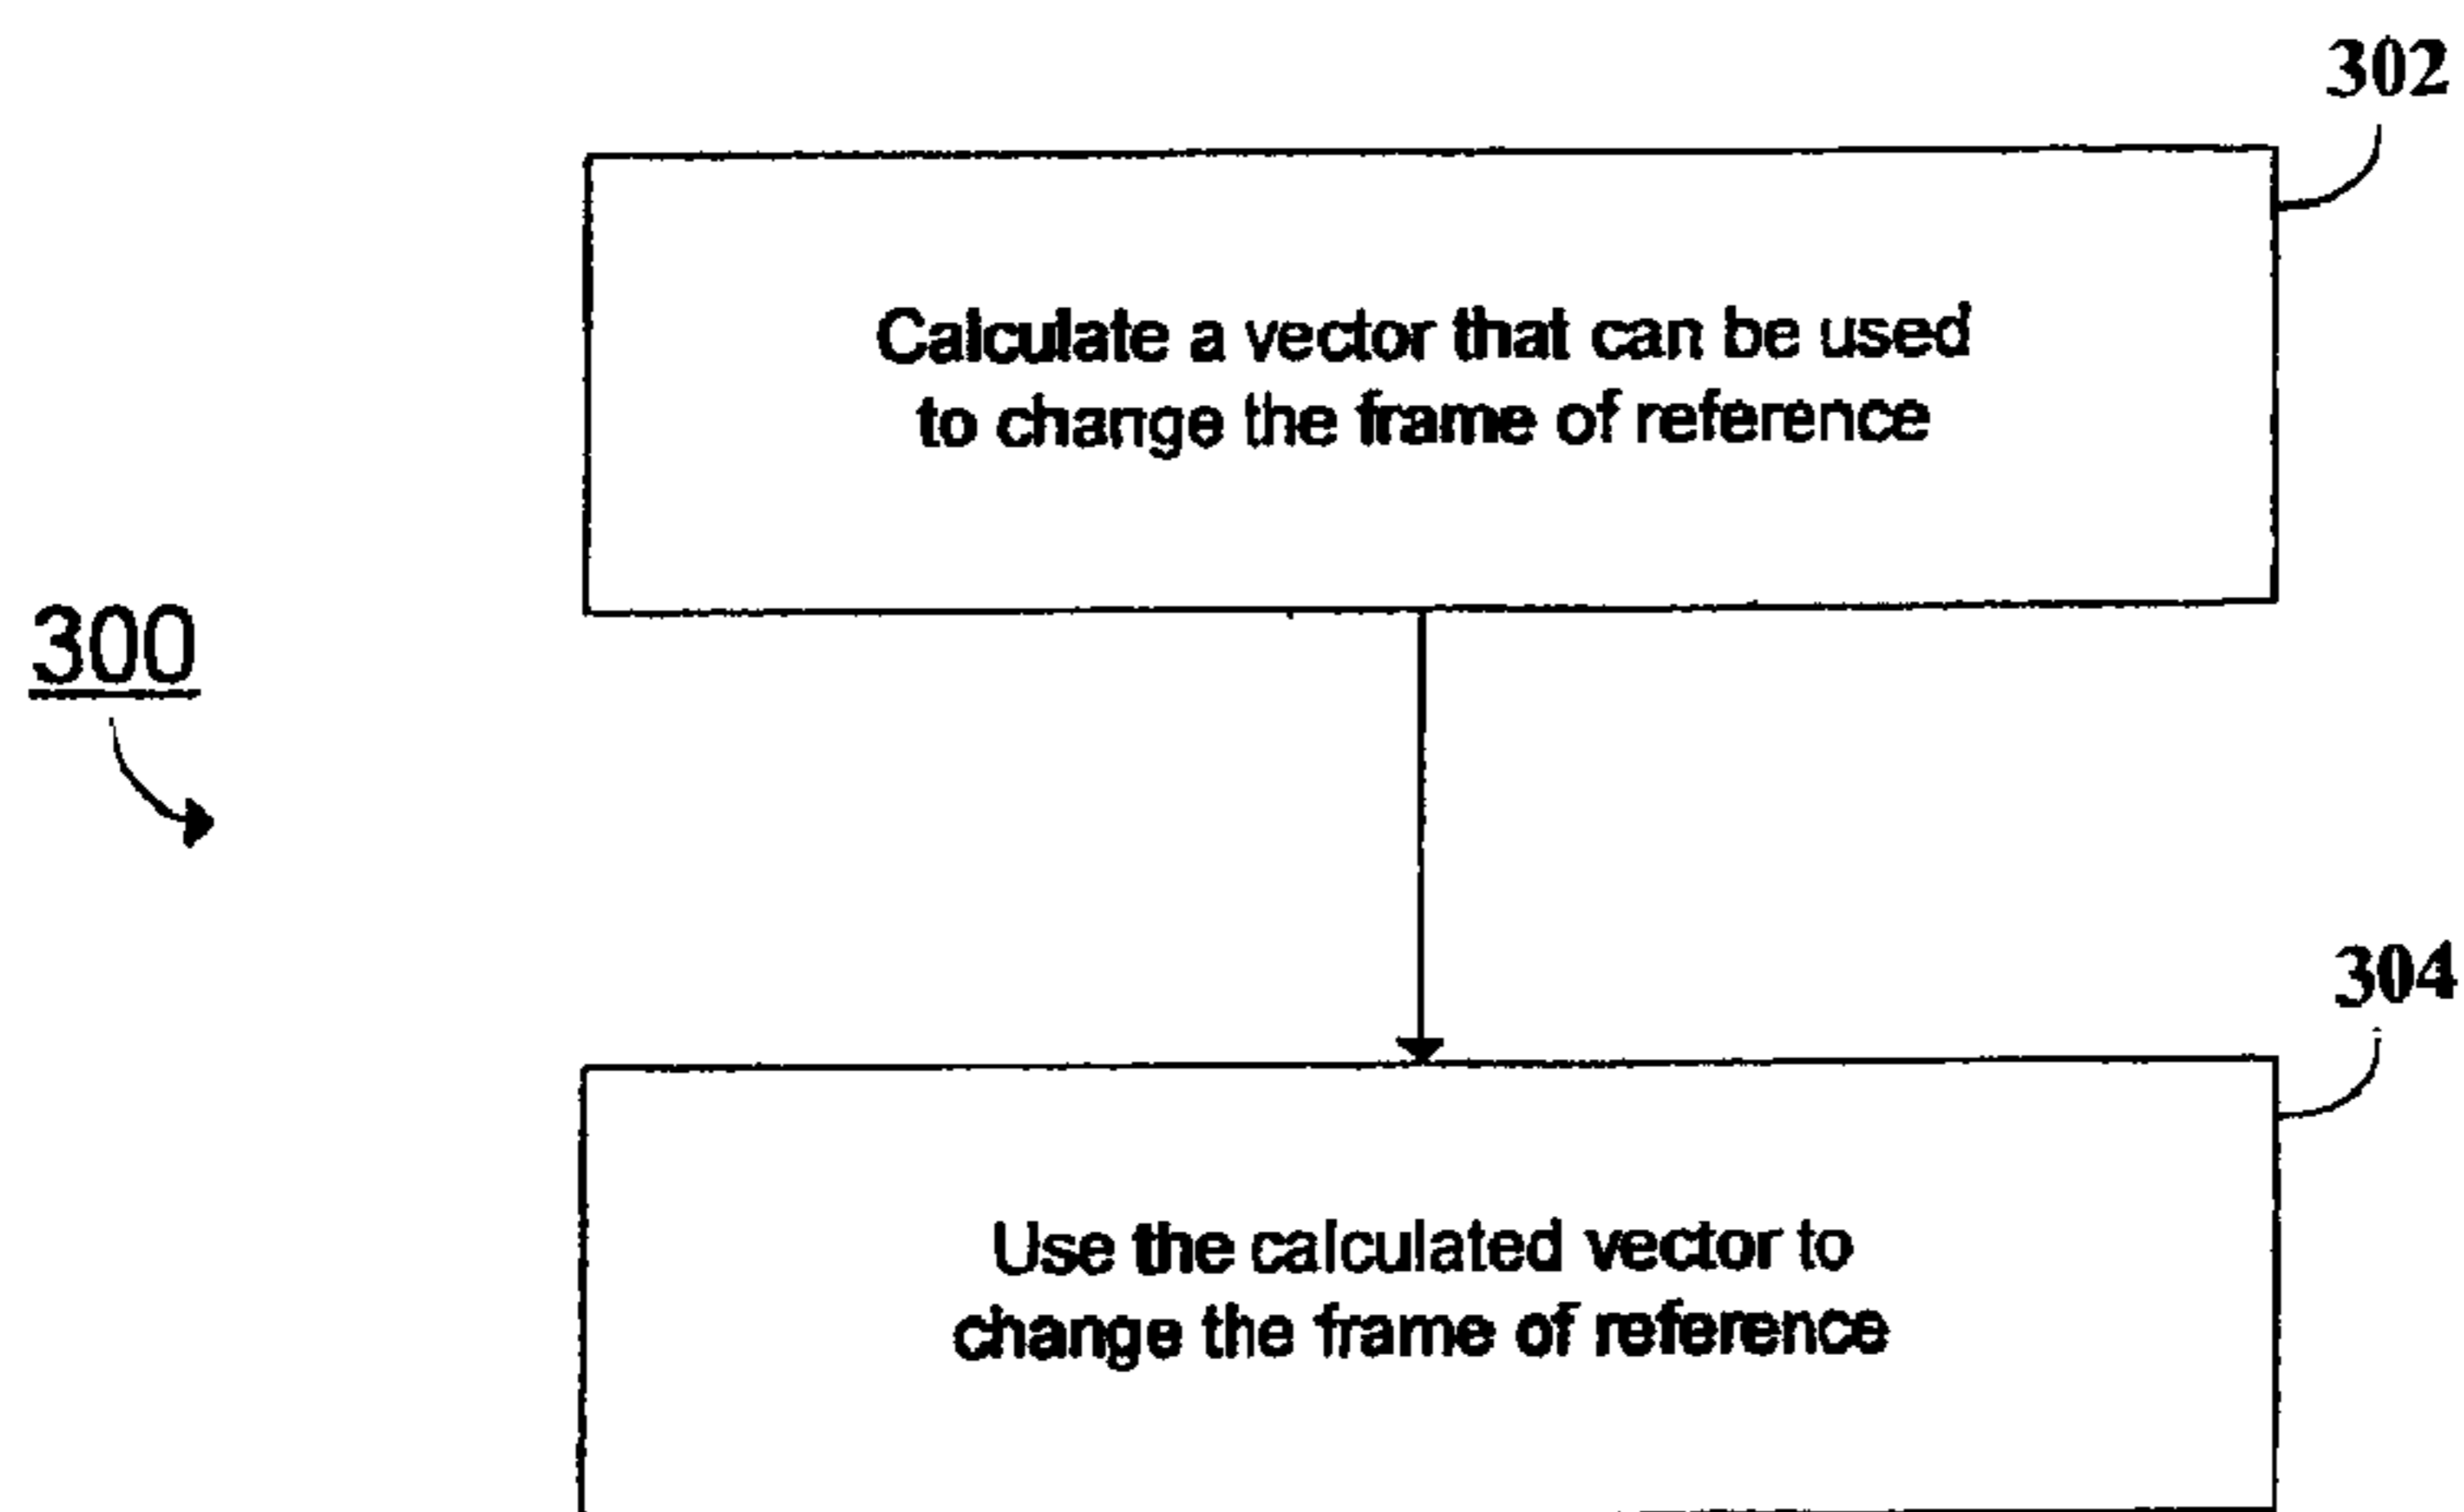 302
Calculate a vector that can be used
to change the frame of reference
300
304
Use the calculated vector to
change the frame of reference